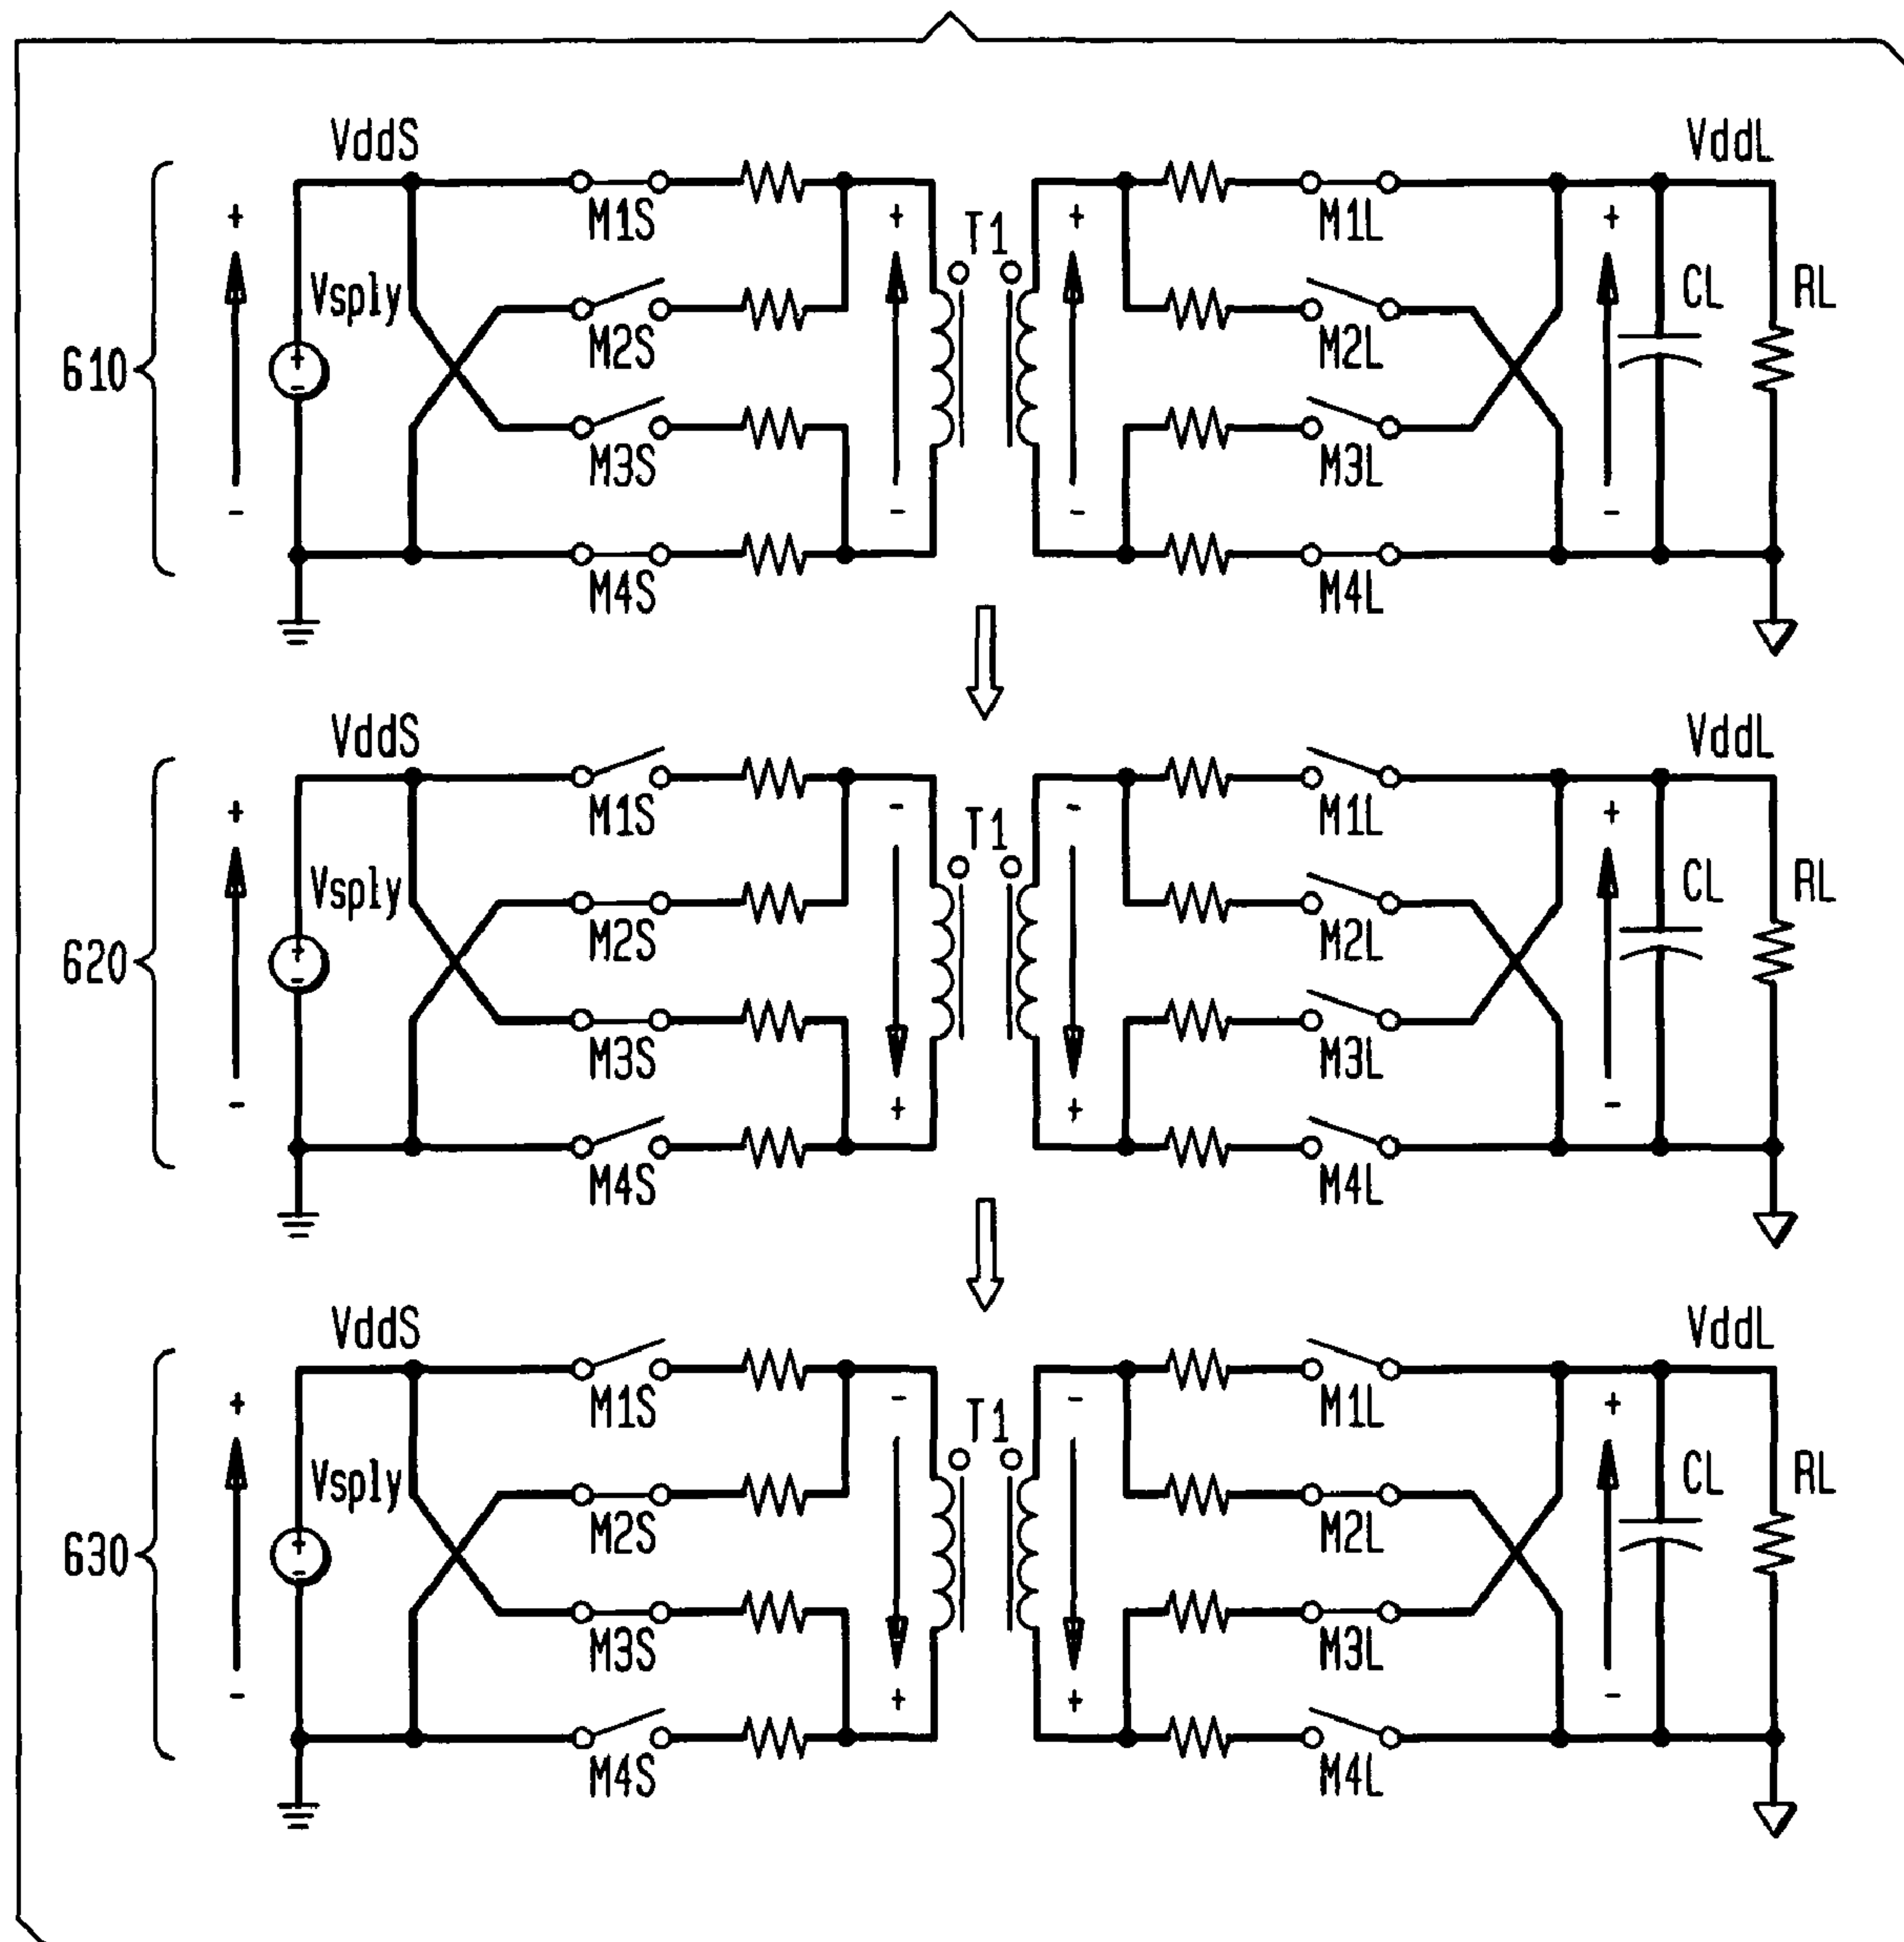 VddS VddL
+ + + +
M1S T1 M1L
Vsply CL RL
M2S M2L
610 + -
M3S M3L
- - - -
M4S M4L
VddS VddL
+ - - +
M1S T1 M1L
Vsply CL RL
M2S M2L
620 + -
M3S M3L
- + + -
M4S M4L
VddS VddL
+ - - +
M1S T1 M1L
Vsply CL RL
M2S M2L
630 + -
M3S M3L
- + + -
M4S M4L